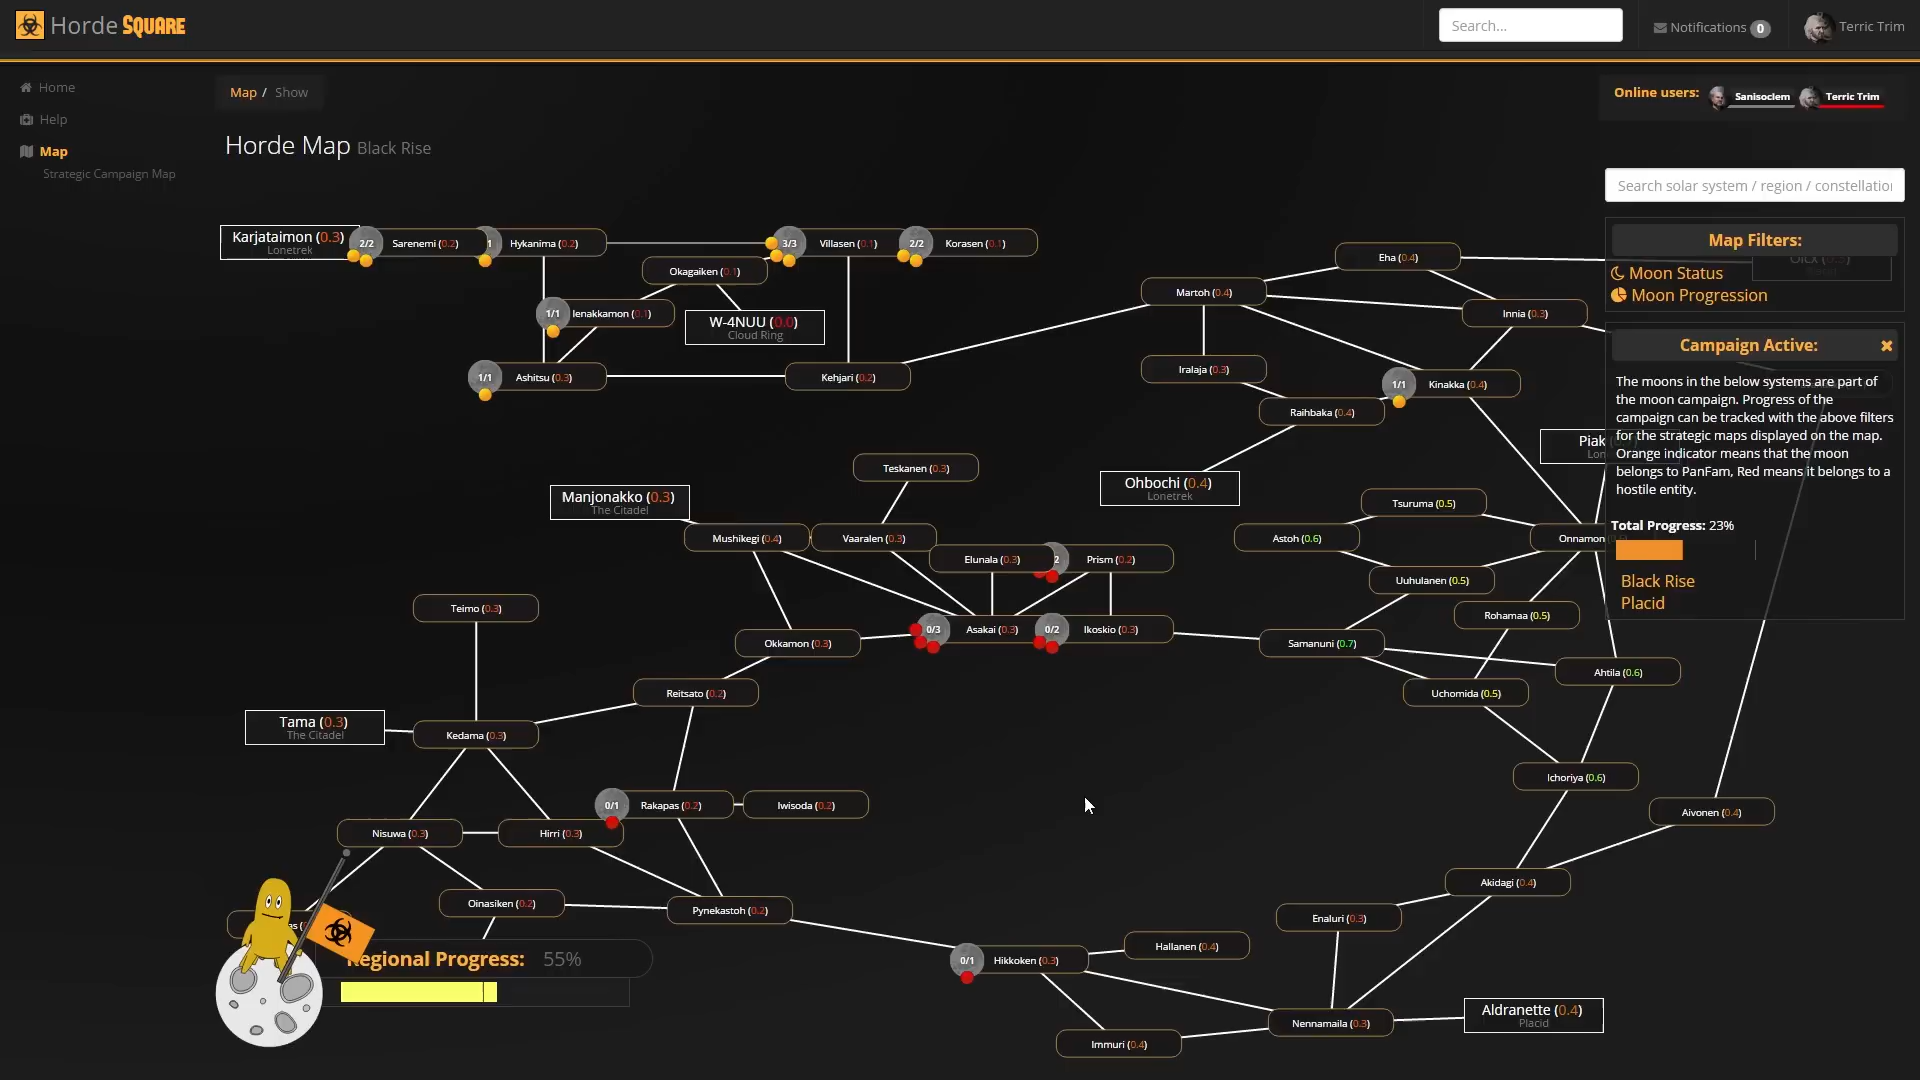 Horde SQUARE
Search...
Notifications 0
Terric Trim
Home
Help
Map
Strategic Campaign Map
Map / Show
Online users:
Sanisoclem
Terric Trim
Horde Map Black Rise
Search solar system / region / constellation
Map Filters:
Moon Status
Moon Progression
Campaign Active:
The moons in the below systems are part of
the moon campaign. Progress of the
campaign can be tracked with the above filters
for the strategic maps displayed on the map.
Orange indicator means that the moon
belongs to PanFam, Red means it belongs to a
hostile entity.
Total Progress: 23%
Black Rise
Placid
Karjataimon (0.3)
Lonetrek
2/2
Sarenemi (0.2)
1
Hykanima (0.2)
3/3
Villasen (0.1)
2/2
Korasen (0.1)
Okagaiken (0.1)
1/1
Ienakkamon (0.1)
W-4NUU (0.0)
Cloud Ring
1/1
Ashitsu (0.3)
Kehjari (0.2)
Eha (0.4)
Martoh (0.4)
Innia (0.3)
Iralaja (0.3)
1/1
Kinakka (0.4)
Raihbaka (0.4)
Piak
Lon
Ohbochi (0.4)
Lonetrek
Teskanen (0.3)
Manjonakko (0.3)
The Citadel
Mushikegi (0.4)
Vaaralen (0.3)
Elunala (0.3)
2
Prism (0.2)
Tsuruma (0.5)
Astoh (0.6)
Onnamon
Uuhulanen (0.5)
Rohamaa (0.5)
Teimo (0.3)
Okkamon (0.3)
0/3
Asakai (0.3)
0/2
Ikoskio (0.3)
Samanuni (0.7)
Ahtila (0.6)
Reitsato (0.2)
Uchomida (0.5)
Tama (0.3)
The Citadel
Kedama (0.3)
Ichoriya (0.6)
0/1
Rakapas (0.2)
Iwisoda (0.2)
Aivonen (0.4)
Nisuwa (0.3)
Hirri (0.3)
Akidagi (0.4)
Oinasiken (0.2)
Pynekastoh (0.2)
Enaluri (0.3)
Hallanen (0.4)
0/1
Hikkoken (0.3)
Regional Progress: 55%
Nennamaila (0.3)
Aldranette (0.4)
Placid
Immuri (0.4)